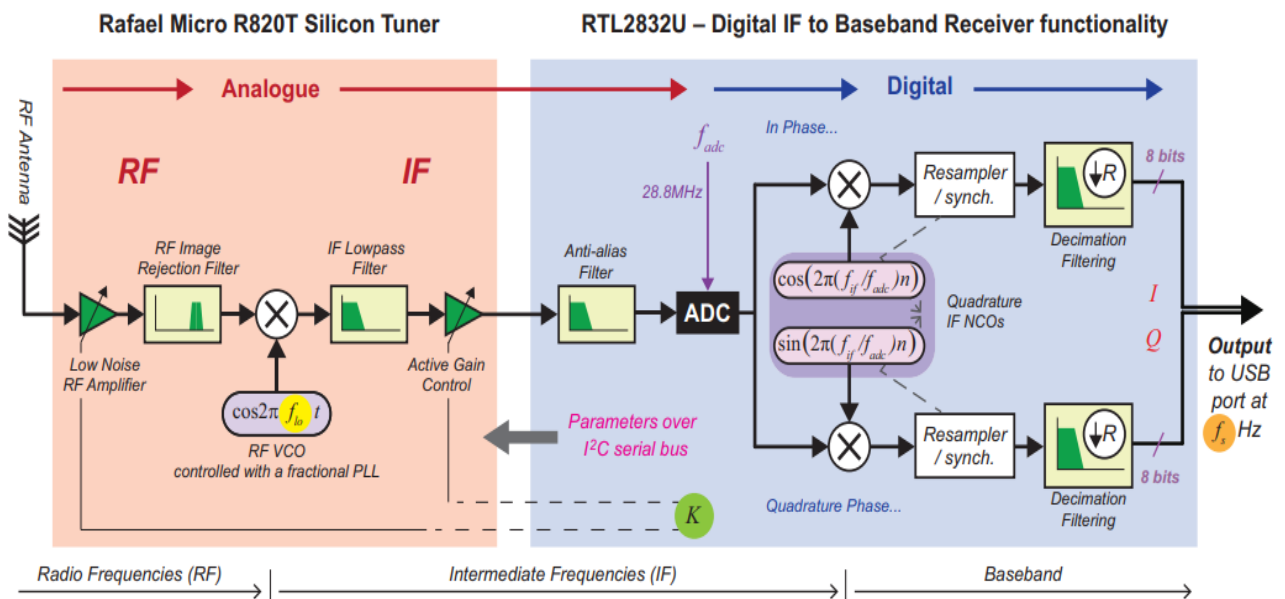 Rafael Micro R820T Silicon Tuner
RTL2832U – Digital IF to Baseband Receiver functionality
Analogue
Digital
RF Antenna
RF
IF
In Phase...
f_adc
28.8MHz
RF Image
Rejection Filter
IF Lowpass
Filter
Anti-alias
Filter
ADC
Low Noise
RF Amplifier
Active Gain
Control
cos2π f_lo t
RF VCO
controlled with a fractional PLL
Parameters over
I²C serial bus
K
cos(2π(f_if/f_adc)n)
sin(2π(f_if/f_adc)n)
Quadrature
IF NCOs
Resampler
/ synch.
↓R
8 bits
Decimation
Filtering
I
Q
Output
to USB
port at
f_s Hz
Resampler
/ synch.
↓R
8 bits
Decimation
Filtering
Quadrature Phase...
Radio Frequencies (RF)
Intermediate Frequencies (IF)
Baseband